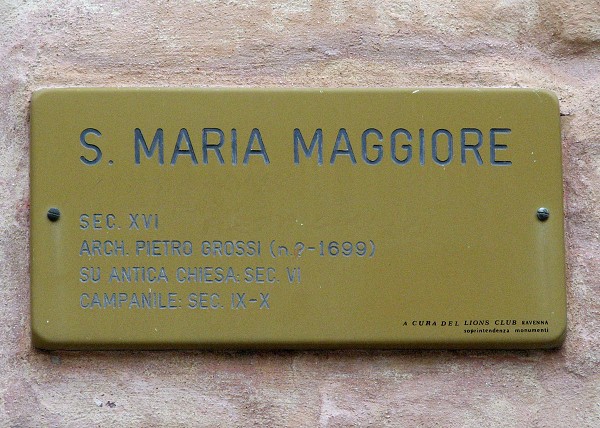 S. MARIA MAGGIORE
SEC. XVI
ARCH. PIETRO GROSSI (n.?-1699)
SU ANTICA CHIESA: SEC. VI
CAMPANILE: SEC. IX-X
A CURA DEL LIONS CLUB RAVENNA
soprintendenza monumenti